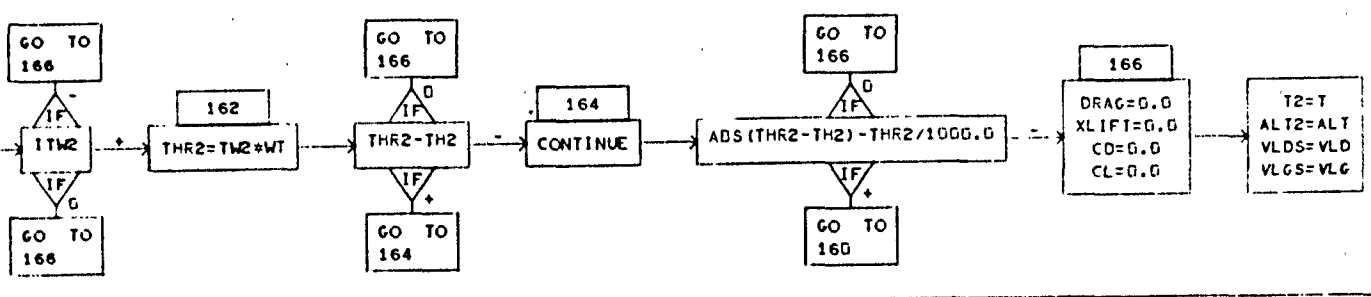 GO TO
166
-
IF
ITW2
IF
0
GO TO
166
+
162
THR2=TW2*WT
GO TO
166
0
IF
THR2-TH2
IF
+
GO TO
164
-
164
CONTINUE
GO TO
166
0
IF
ABS(THR2-TH2)-THR2/1000.0
IF
+
GO TO
160
-
166
DRAG=0.0
XLIFT=0.0
CD=0.0
CL=0.0
T2=T
ALT2=ALT
VLDS=VLD
VLGS=VLG